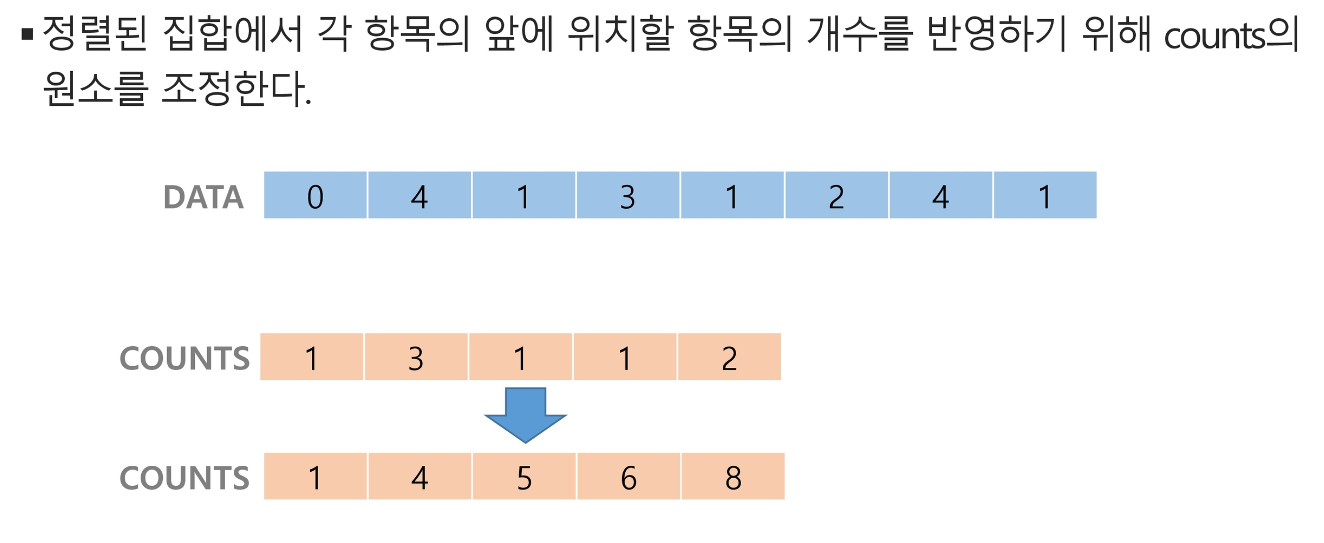 ▪ 정렬된 집합에서 각 항목의 앞에 위치할 항목의 개수를 반영하기 위해 counts의
원소를 조정한다.
DATA 0 4 1 3 1 2 4 1
COUNTS 1 3 1 1 2
COUNTS 1 4 5 6 8